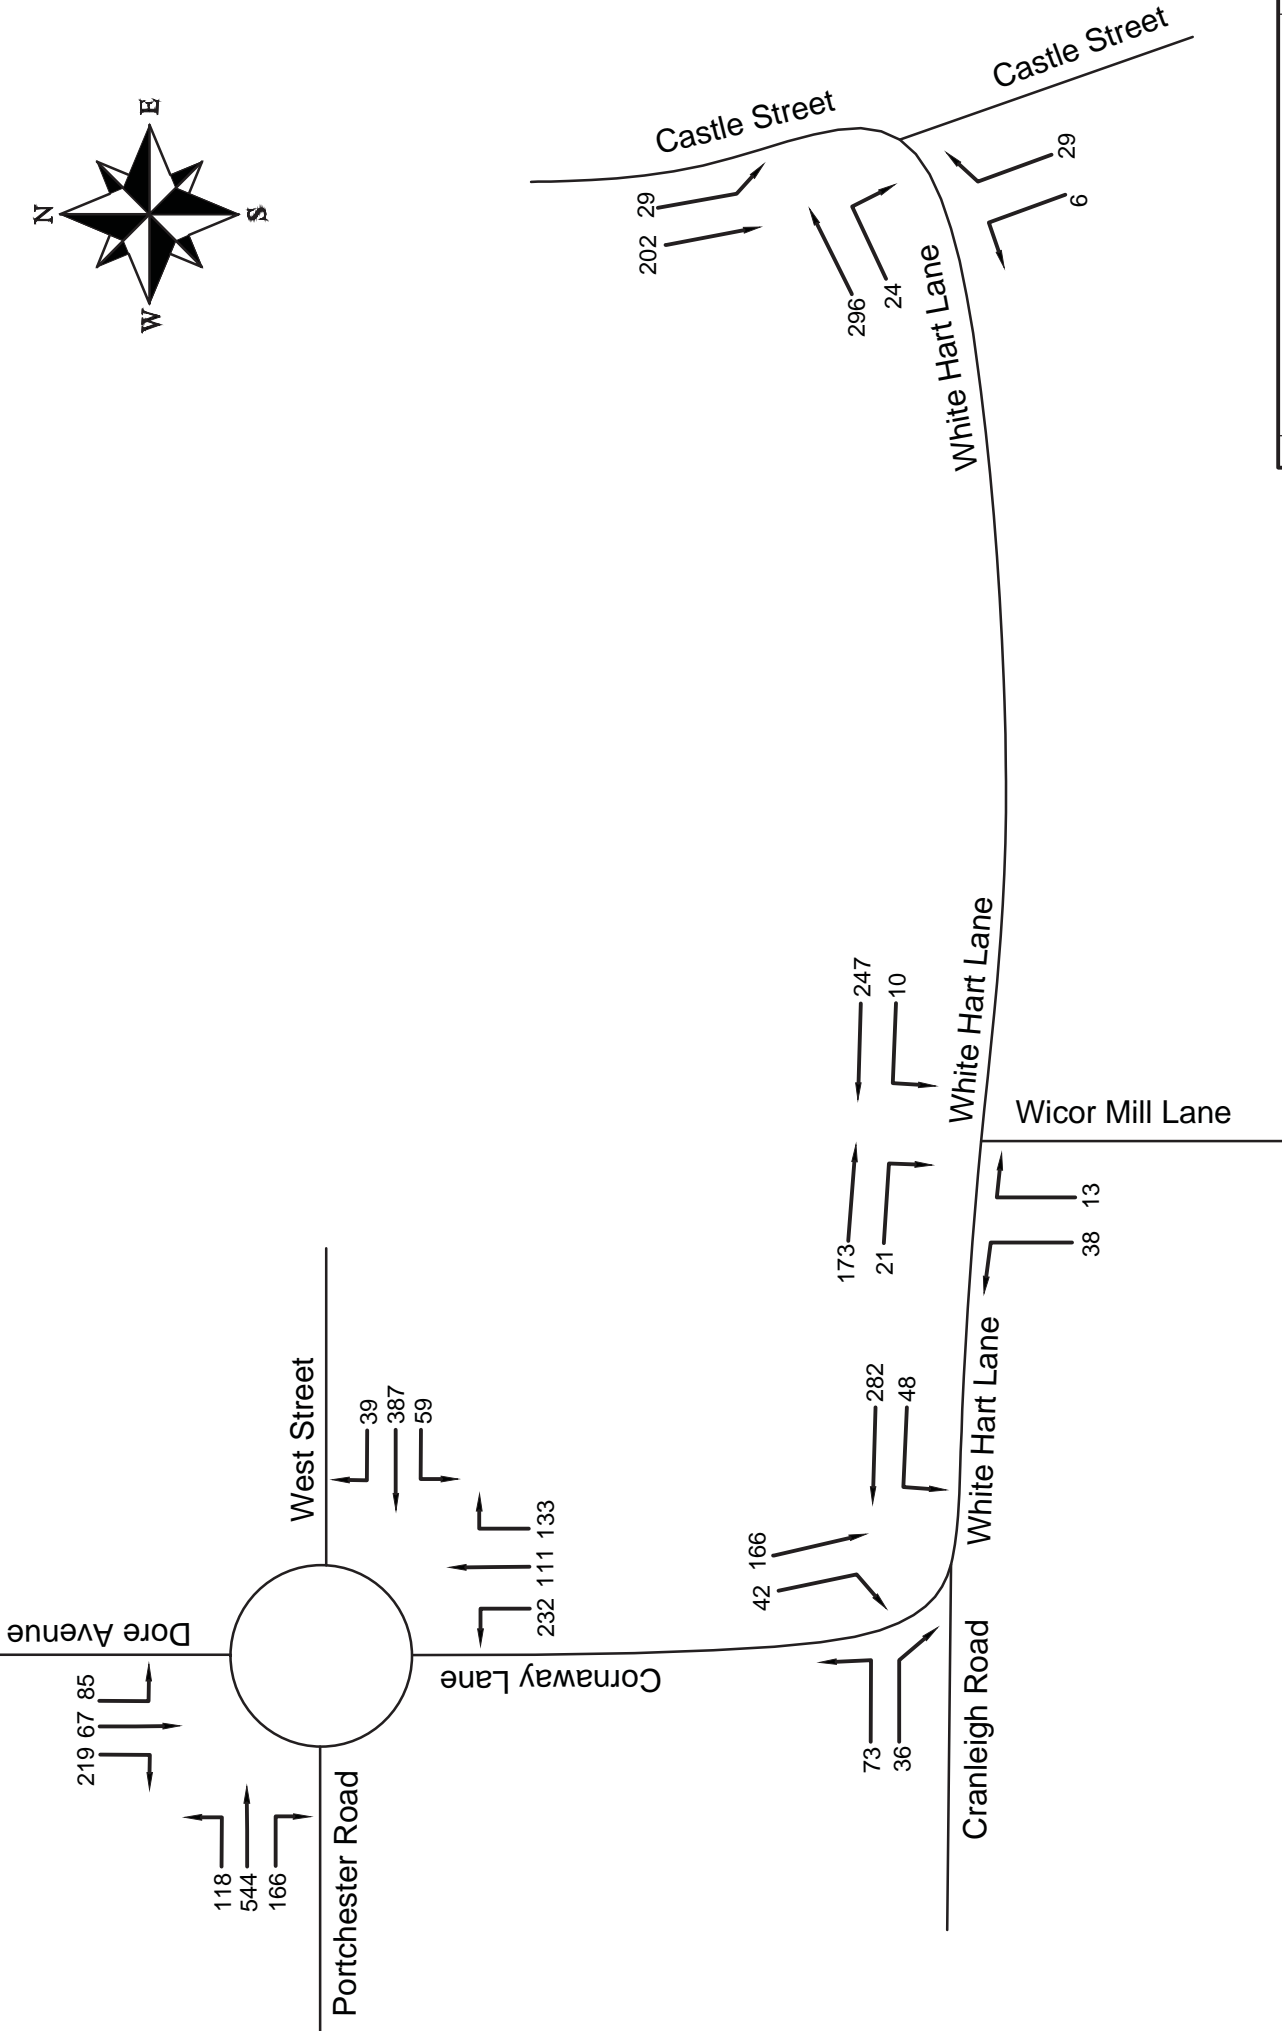 N
E
S
W
Castle Street
Castle Street
29
202
296
24
29
6
White Hart Lane
247
10
White Hart Lane
Wicor Mill Lane
173
21
13
38
282
48
White Hart Lane
166
42
73
36
Cranleigh Road
West Street
39
387
59
133
111
232
Cornaway Lane
Dore Avenue
85
67
219
118
544
166
Portchester Road